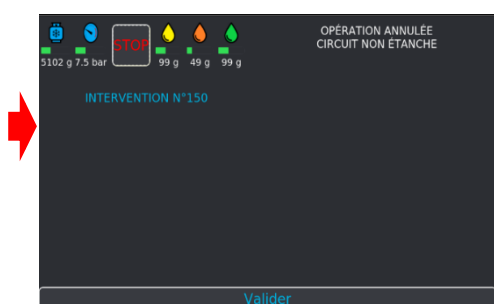 OPÉRATION ANNULÉE
CIRCUIT NON ÉTANCHE
STOP
5102 g 7.5 bar 99 g 49 g 99 g
INTERVENTION N°150
Valider